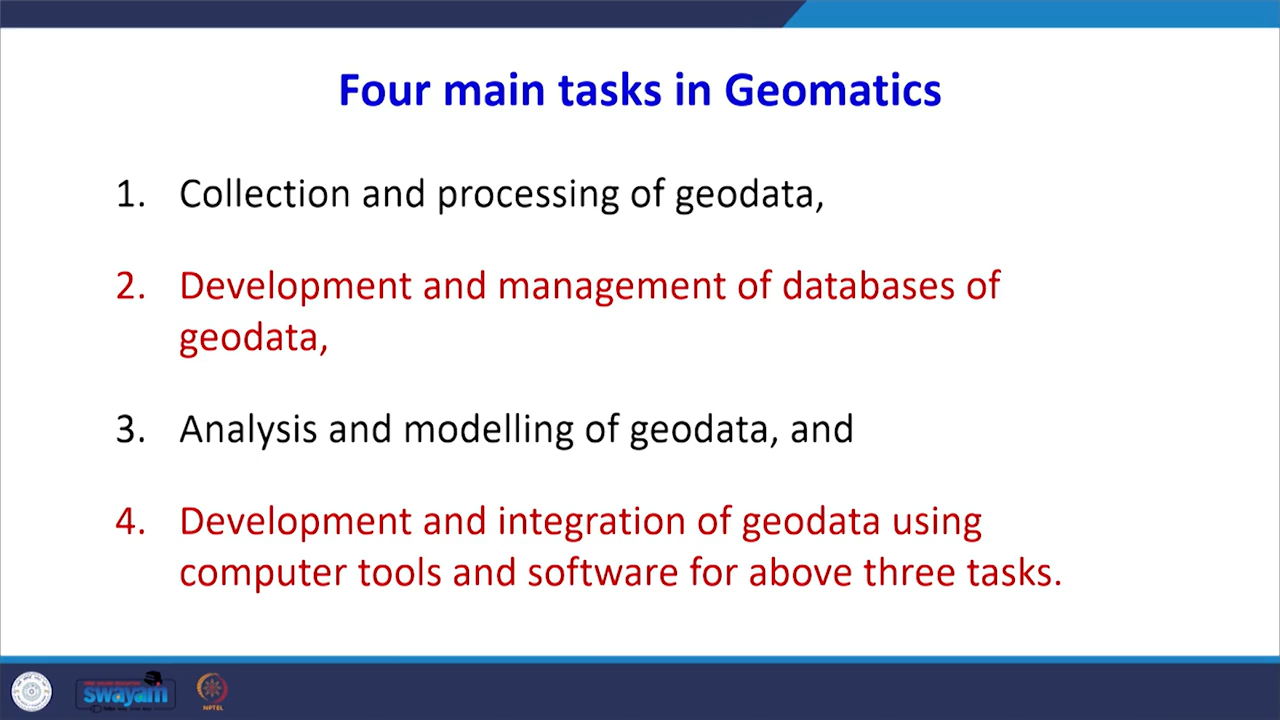 Four main tasks in Geomatics
1. Collection and processing of geodata,
2. Development and management of databases of
geodata,
3. Analysis and modelling of geodata, and
4. Development and integration of geodata using
computer tools and software for above three tasks.
swayam
NPTEL